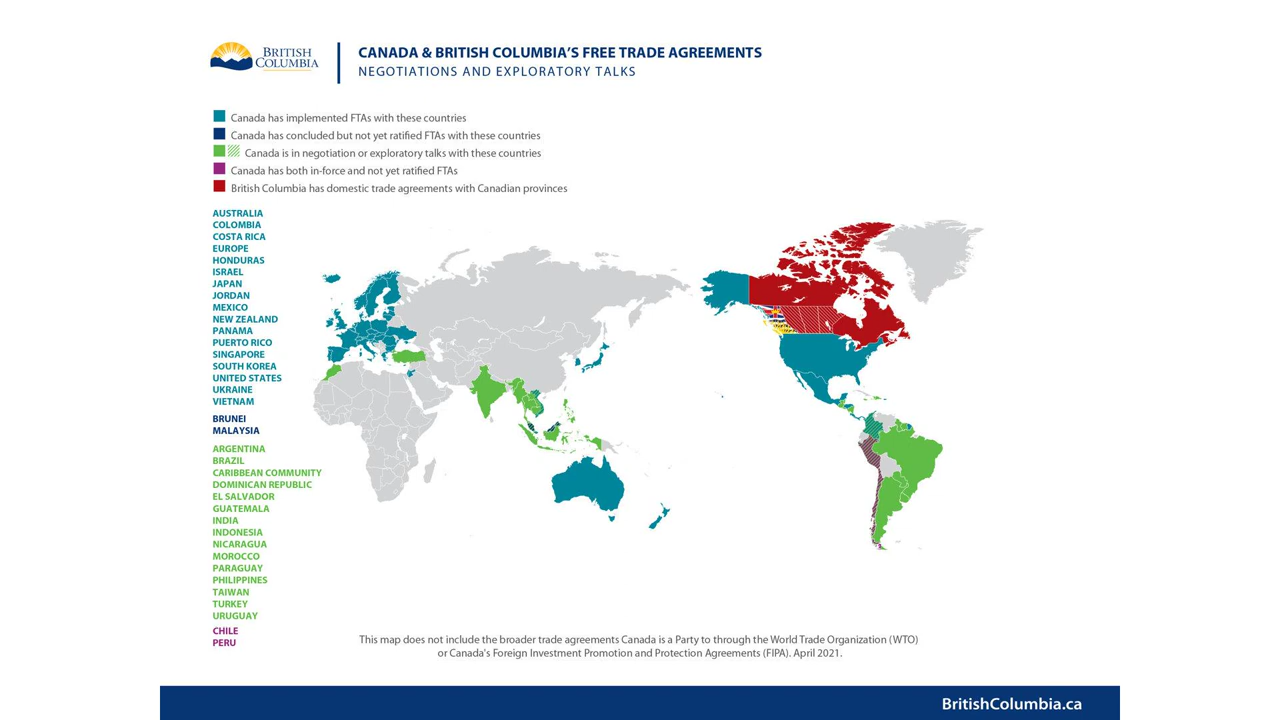 BRITISH
COLUMBIA
CANADA & BRITISH COLUMBIA'S FREE TRADE AGREEMENTS
NEGOTIATIONS AND EXPLORATORY TALKS
Canada has implemented FTAs with these countries
Canada has concluded but not yet ratified FTAs with these countries
Canada is in negotiation or exploratory talks with these countries
Canada has both in-force and not yet ratified FTAs
British Columbia has domestic trade agreements with Canadian provinces
AUSTRALIA
COLOMBIA
COSTA RICA
EUROPE
HONDURAS
ISRAEL
JAPAN
JORDAN
MEXICO
NEW ZEALAND
PANAMA
PUERTO RICO
SINGAPORE
SOUTH KOREA
UNITED STATES
UKRAINE
VIETNAM
BRUNEI
MALAYSIA
ARGENTINA
BRAZIL
CARIBBEAN COMMUNITY
DOMINICAN REPUBLIC
EL SALVADOR
GUATEMALA
INDIA
INDONESIA
NICARAGUA
MOROCCO
PARAGUAY
PHILIPPINES
TAIWAN
TURKEY
URUGUAY
CHILE
PERU
This map does not include the broader trade agreements Canada is a Party to through the World Trade Organization (WTO)
or Canada's Foreign Investment Promotion and Protection Agreements (FIPA). April 2021.
BritishColumbia.ca